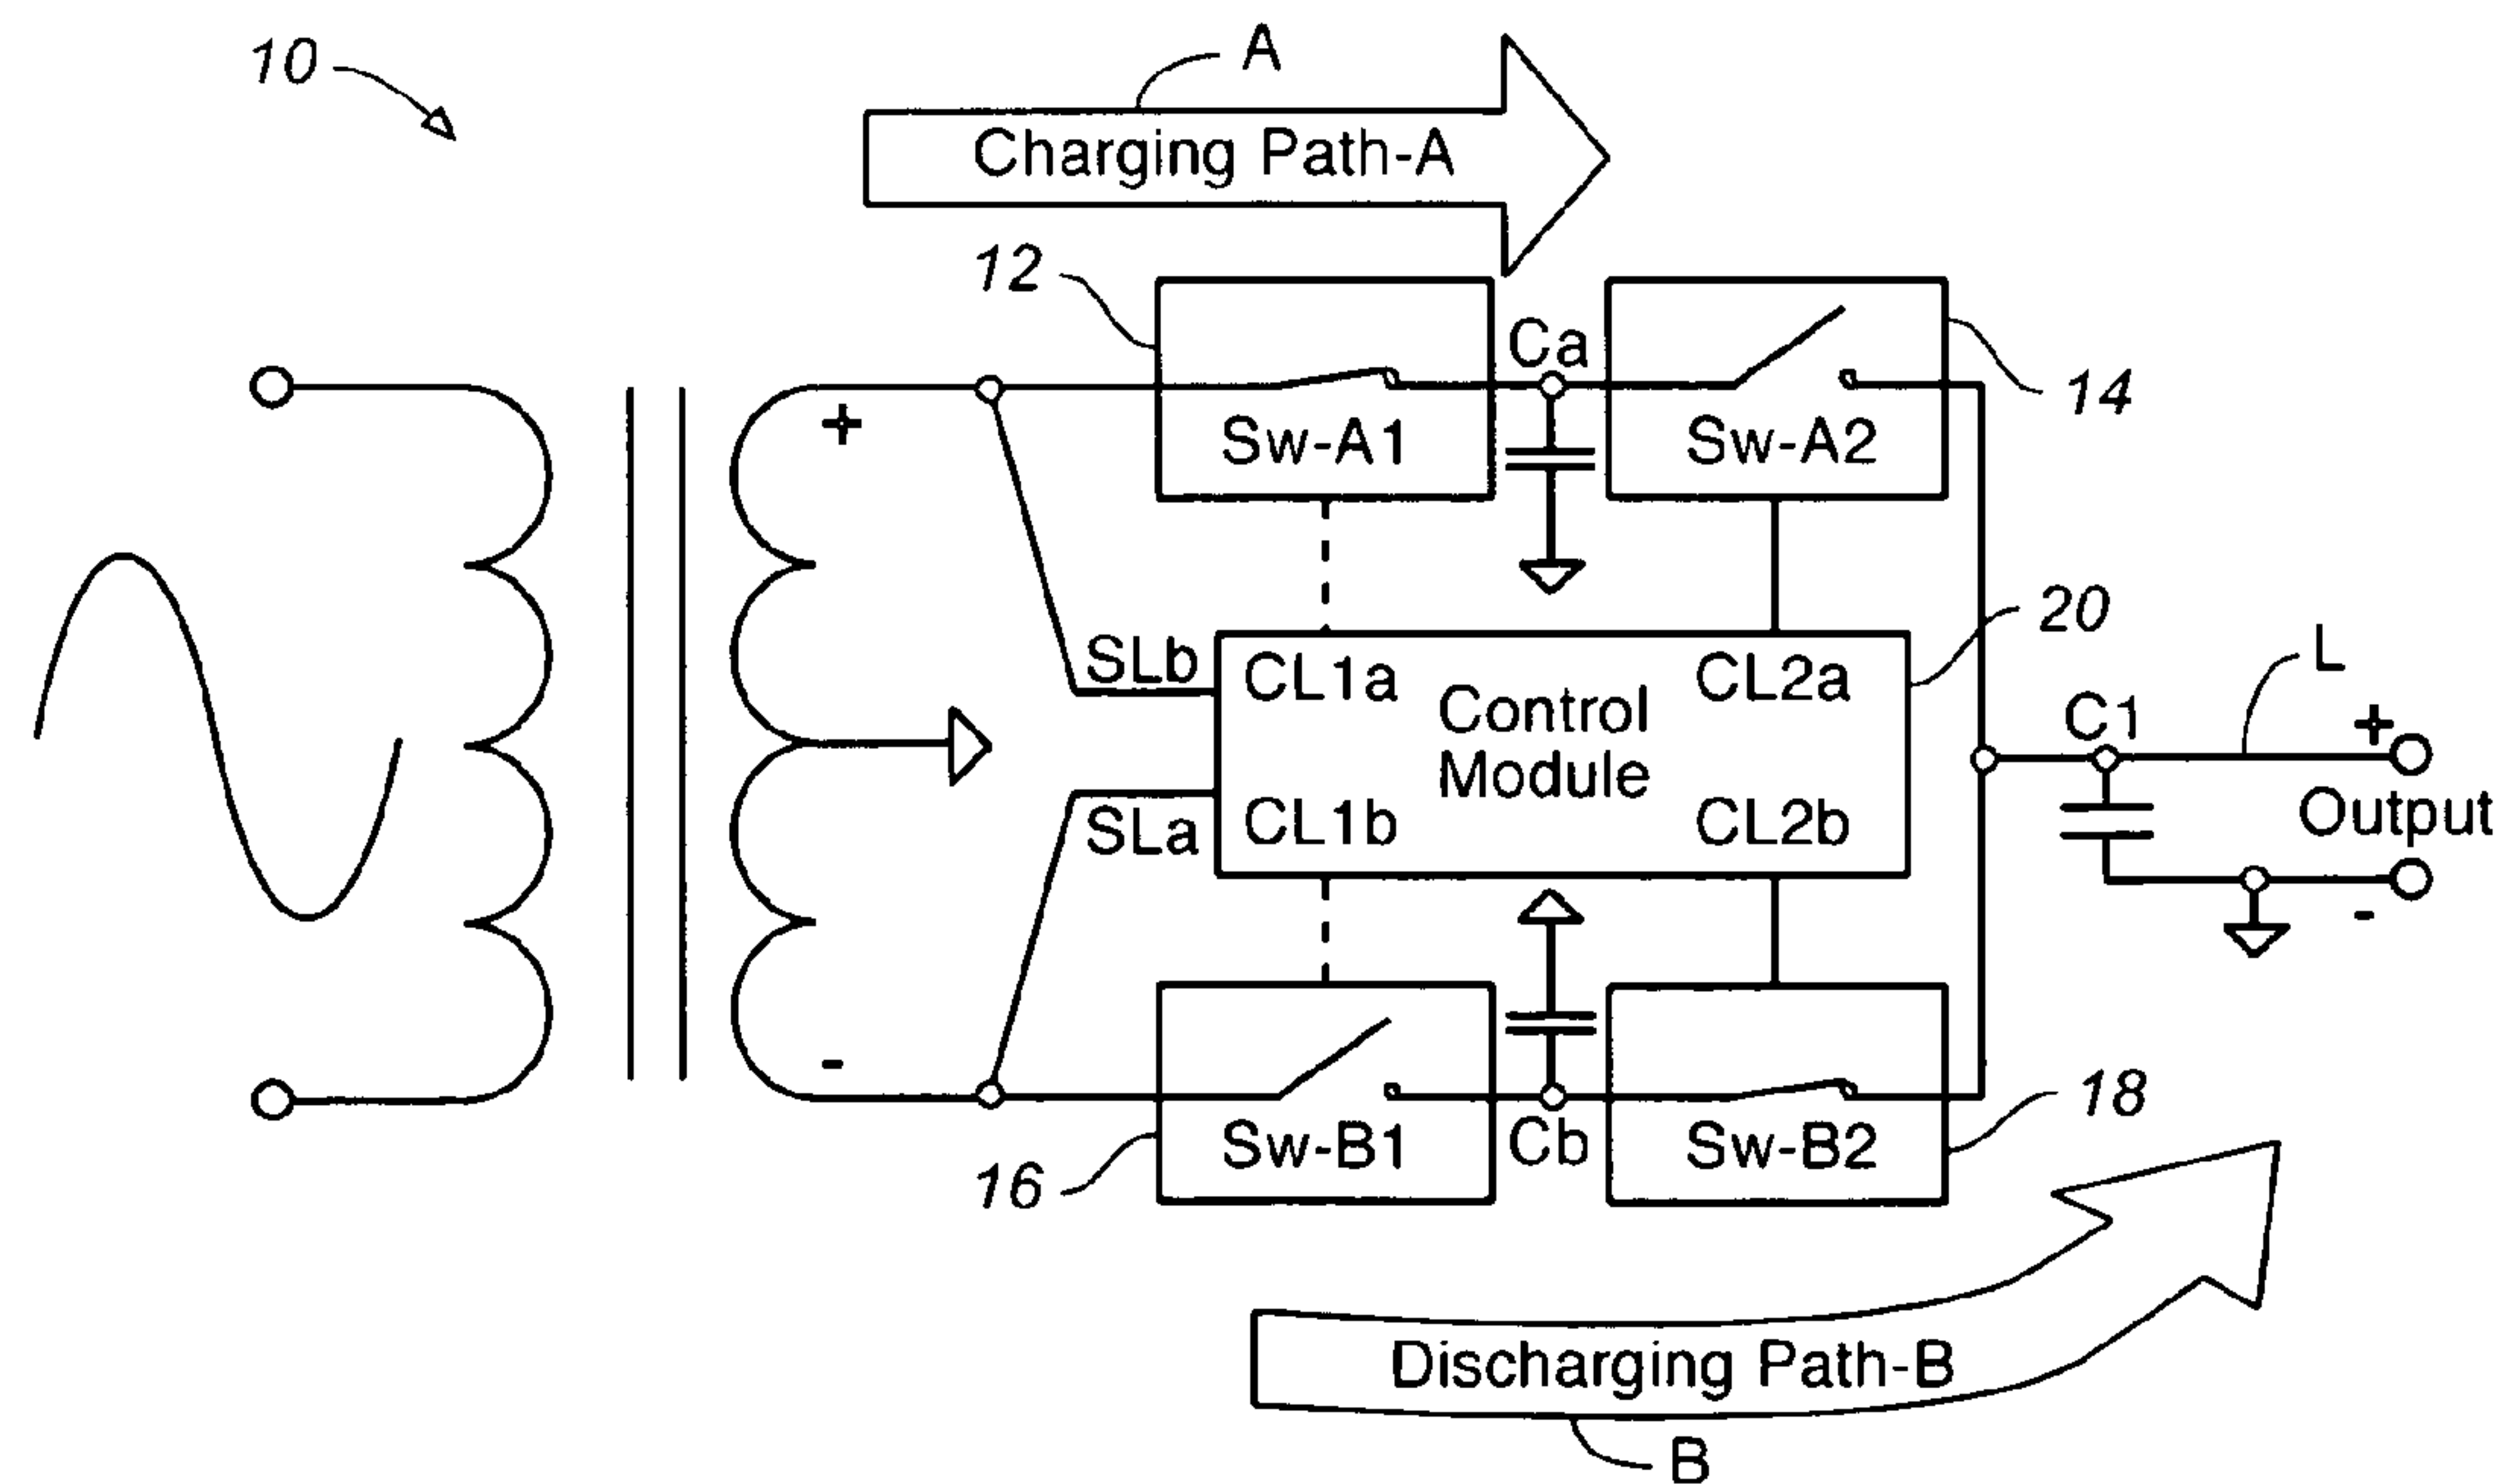 10
A
Charging Path-A
12
Ca
14
+
Sw-A1
Sw-A2
20
SLb
CL1a
CL2a
L
Control
Module
C1
+
SLa
CL1b
CL2b
Output
-
-
Sw-B1
Cb
Sw-B2
18
16
Discharging Path-B
B